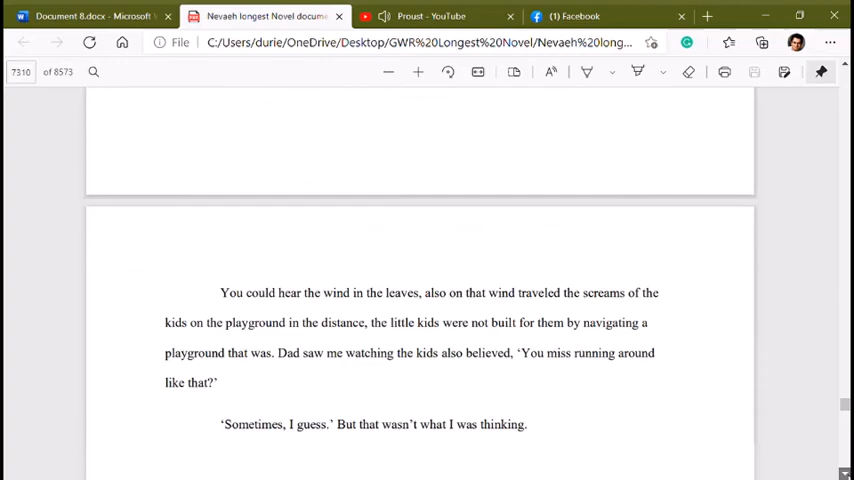 Document 8.docx - Microsoft W
Nevaeh longest Novel docume
Proust - YouTube
Facebook
File
C:/Users/durie/OneDrive/Desktop/GWR%20Longest%20Novel/Nevaeh%20long...
7310 of 8573
You could hear the wind in the leaves, also on that wind traveled the screams of the
kids on the playground in the distance, the little kids were not built for them by navigating a
playground that was. Dad saw me watching the kids also believed, ‘You miss running around
like that?’
‘Sometimes, I guess.’ But that wasn’t what I was thinking.